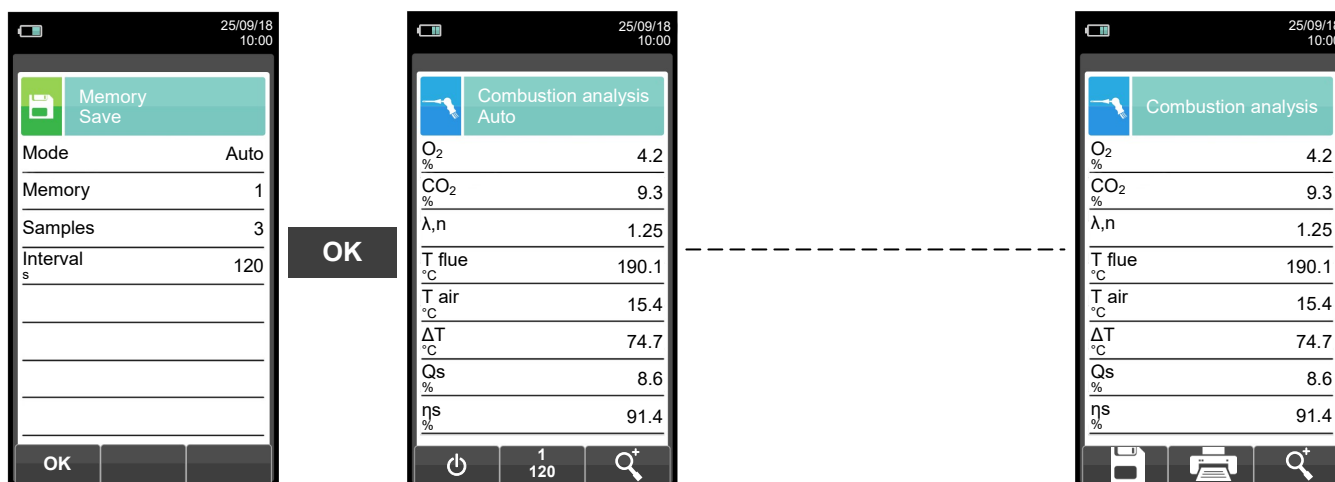 25/09/18
10:00
Memory
Save
Mode Auto
Memory 1
Samples 3
Interval 120
s
OK
OK
25/09/18
10:00
Combustion analysis
Auto
O₂ 4.2
%
CO₂ 9.3
%
λ,n 1.25
T flue 190.1
°C
T air 15.4
°C
ΔT 74.7
°C
Qs 8.6
%
ηs 91.4
%
1
120
25/09/18
10:00
Combustion analysis
O₂ 4.2
%
CO₂ 9.3
%
λ,n 1.25
T flue 190.1
°C
T air 15.4
°C
ΔT 74.7
°C
Qs 8.6
%
ηs 91.4
%